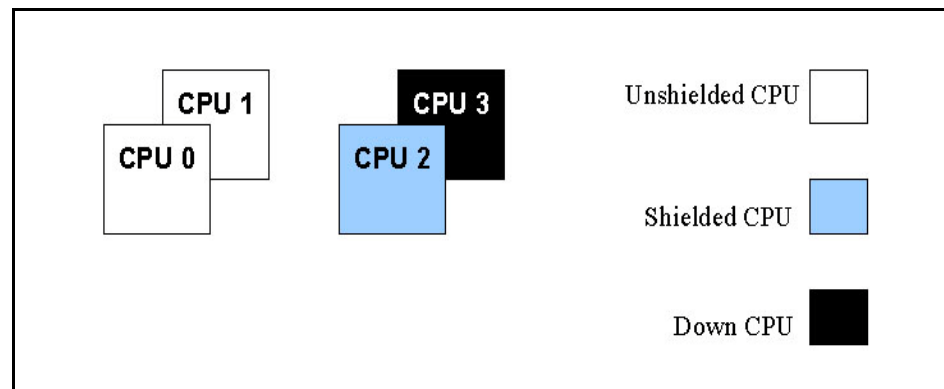 CPU 1
CPU 0
CPU 3
CPU 2
Unshielded CPU
Shielded CPU
Down CPU